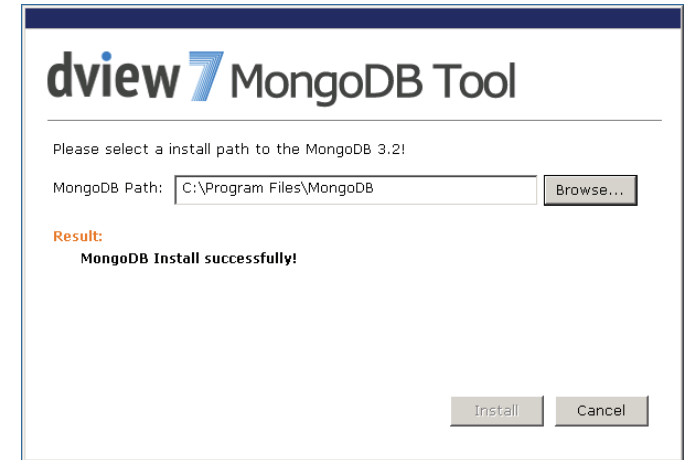 dview 7 MongoDB Tool
Please select a install path to the MongoDB 3.2!
MongoDB Path: C:\Program Files\MongoDB Browse...
Result:
MongoDB Install successfully!
Install Cancel